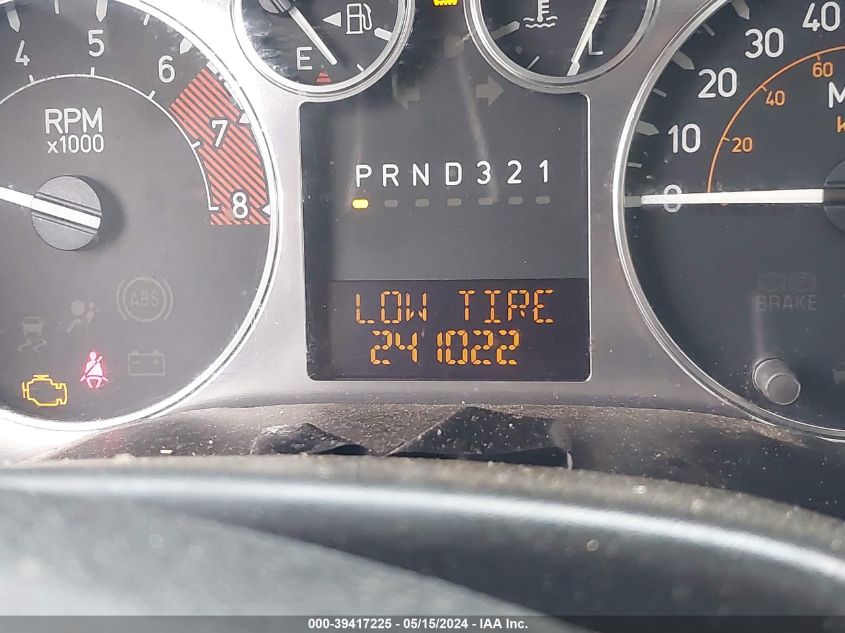 4 5 6 7 8
RPM
x1000
E
L
P R N D 3 2 1
LOW TIRE
241022
ABS
0 10 20 30 40
20 40 60
BRAKE
000-39417225 - 05/15/2024 - IAA Inc.